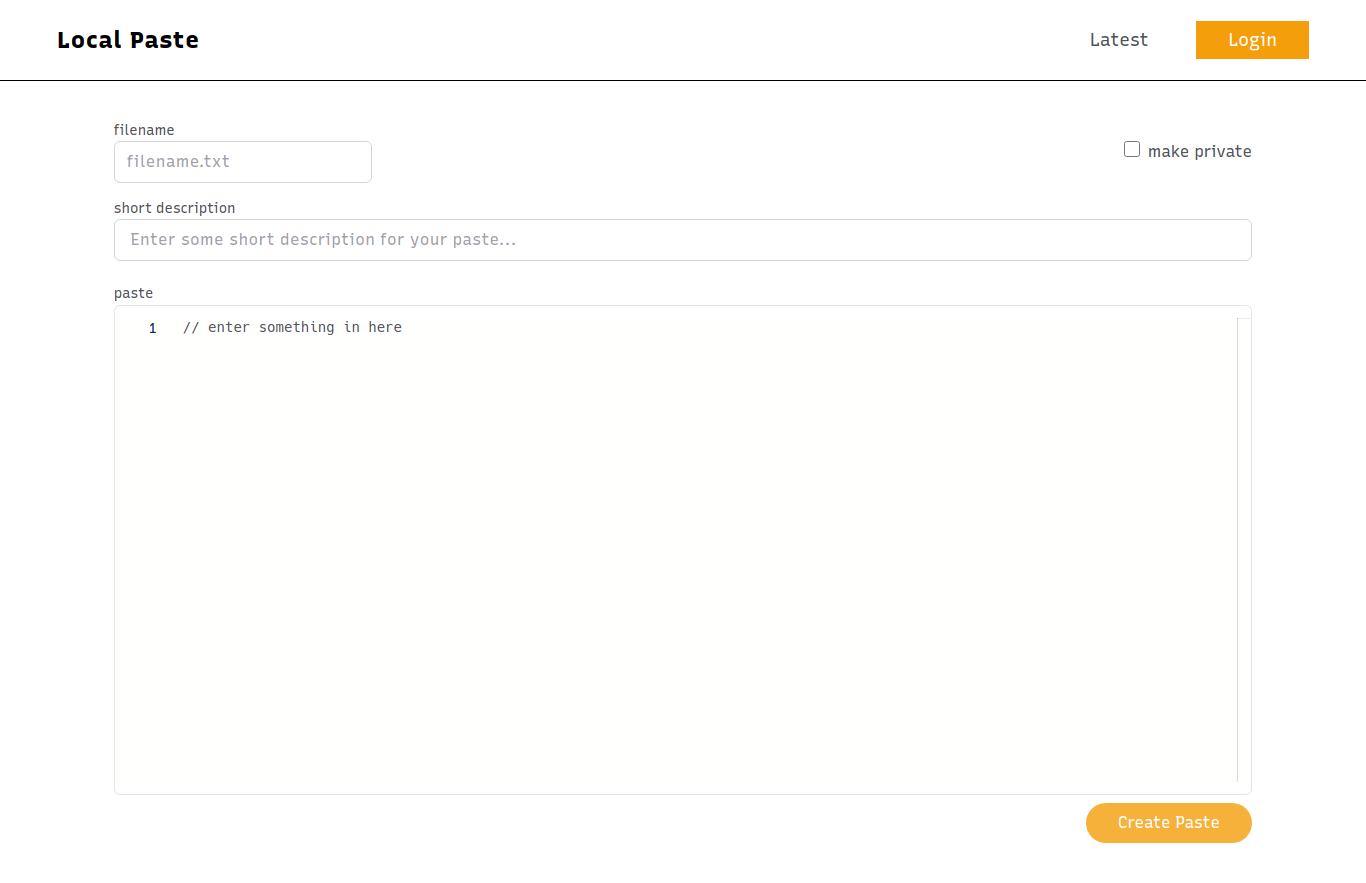 Local Paste
Latest
Login
filename
filename.txt
make private
short description
Enter some short description for your paste...
paste
1 // enter something in here
Create Paste